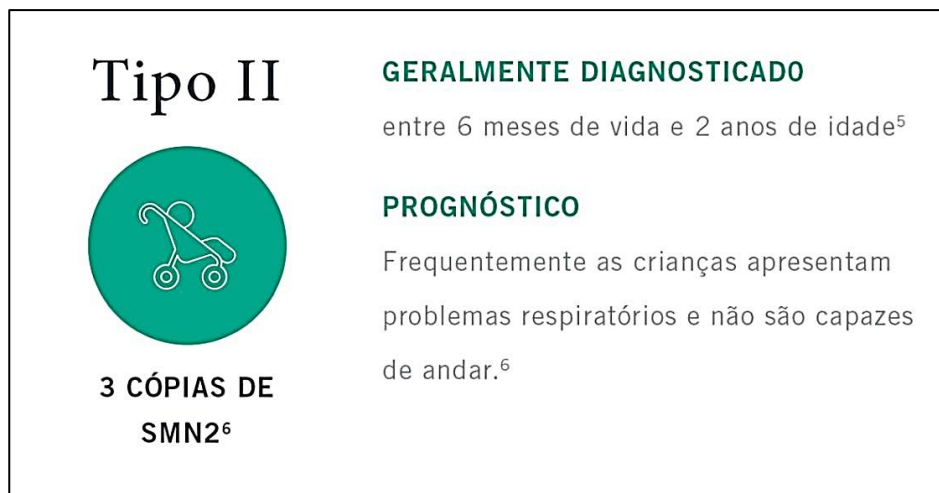 Tipo II
3 CÓPIAS DE
SMN2⁶
GERALMENTE DIAGNOSTICADO
entre 6 meses de vida e 2 anos de idade⁵
PROGNÓSTICO
Frequentemente as crianças apresentam
problemas respiratórios e não são capazes
de andar.⁶